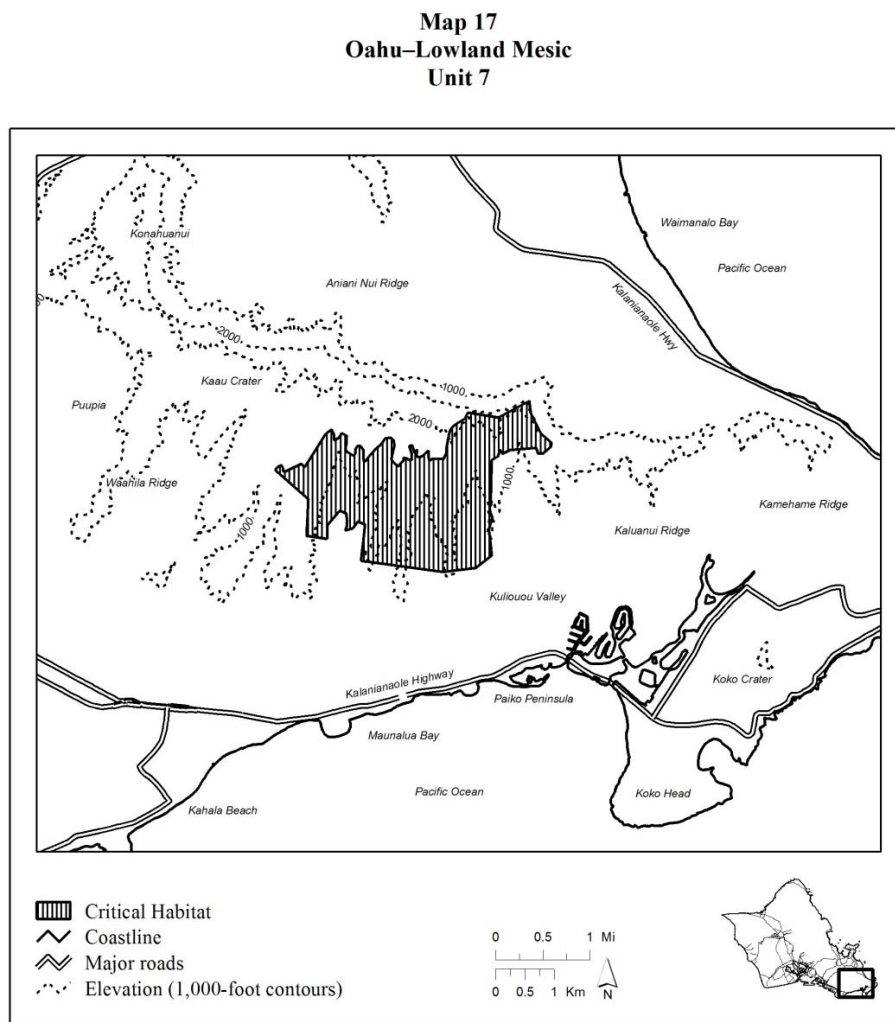 Map 17
Oahu–Lowland Mesic
Unit 7
Waimanalo Bay
Konahuanui
Pacific Ocean
Aniani Nui Ridge
Kalanianaole Hwy
2000
1000
Kaau Crater
Puupia
2000
Waahila Ridge
1000
Kamehame Ridge
1000
Kaluanui Ridge
Kuliouou Valley
Kalanianaole Highway
Koko Crater
Paiko Peninsula
Maunalua Bay
Pacific Ocean
Koko Head
Kahala Beach
Critical Habitat
Coastline
Major roads
Elevation (1,000-foot contours)
0 0.5 1 Mi
0 0.5 1 Km
N